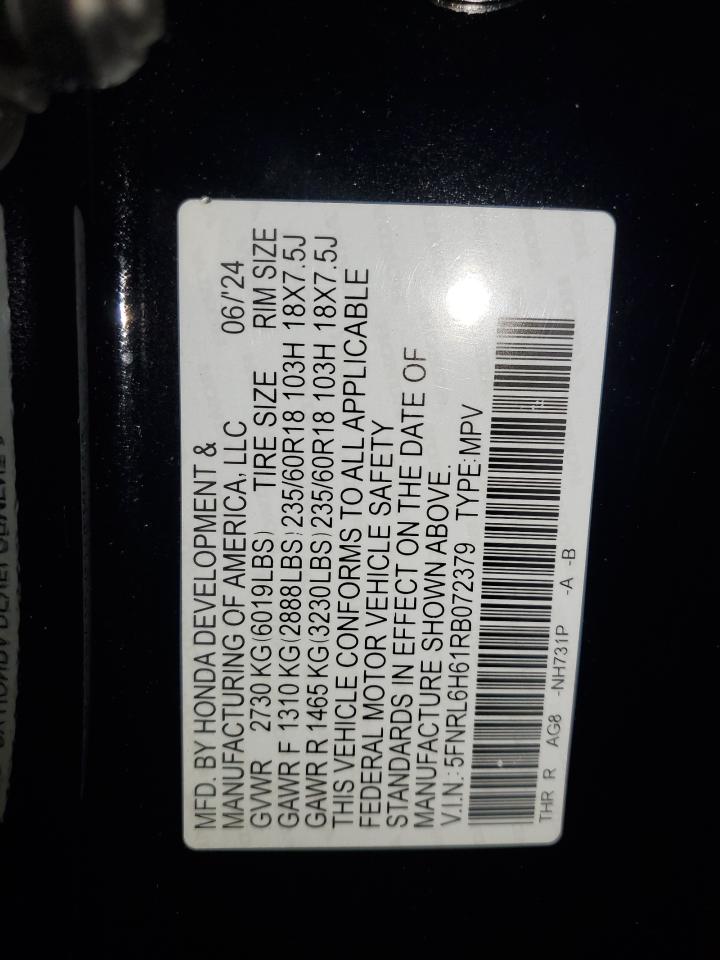 MFD. BY HONDA DEVELOPMENT &
MANUFACTURING OF AMERICA, LLC 06/'24
GVWR 2730 KG(6019LBS) TIRE SIZE RIM SIZE
GAWR F 1310 KG(2888LBS) 235/60R18 103H 18X7.5J
GAWR R 1465 KG(3230LBS) 235/60R18 103H 18X7.5J
THIS VEHICLE CONFORMS TO ALL APPLICABLE
FEDERAL MOTOR VEHICLE SAFETY
STANDARDS IN EFFECT ON THE DATE OF
MANUFACTURE SHOWN ABOVE.
V.I.N.: 5FNRL6H61RB072379 TYPE:MPV
THR R AG8 -NH731P -A -B